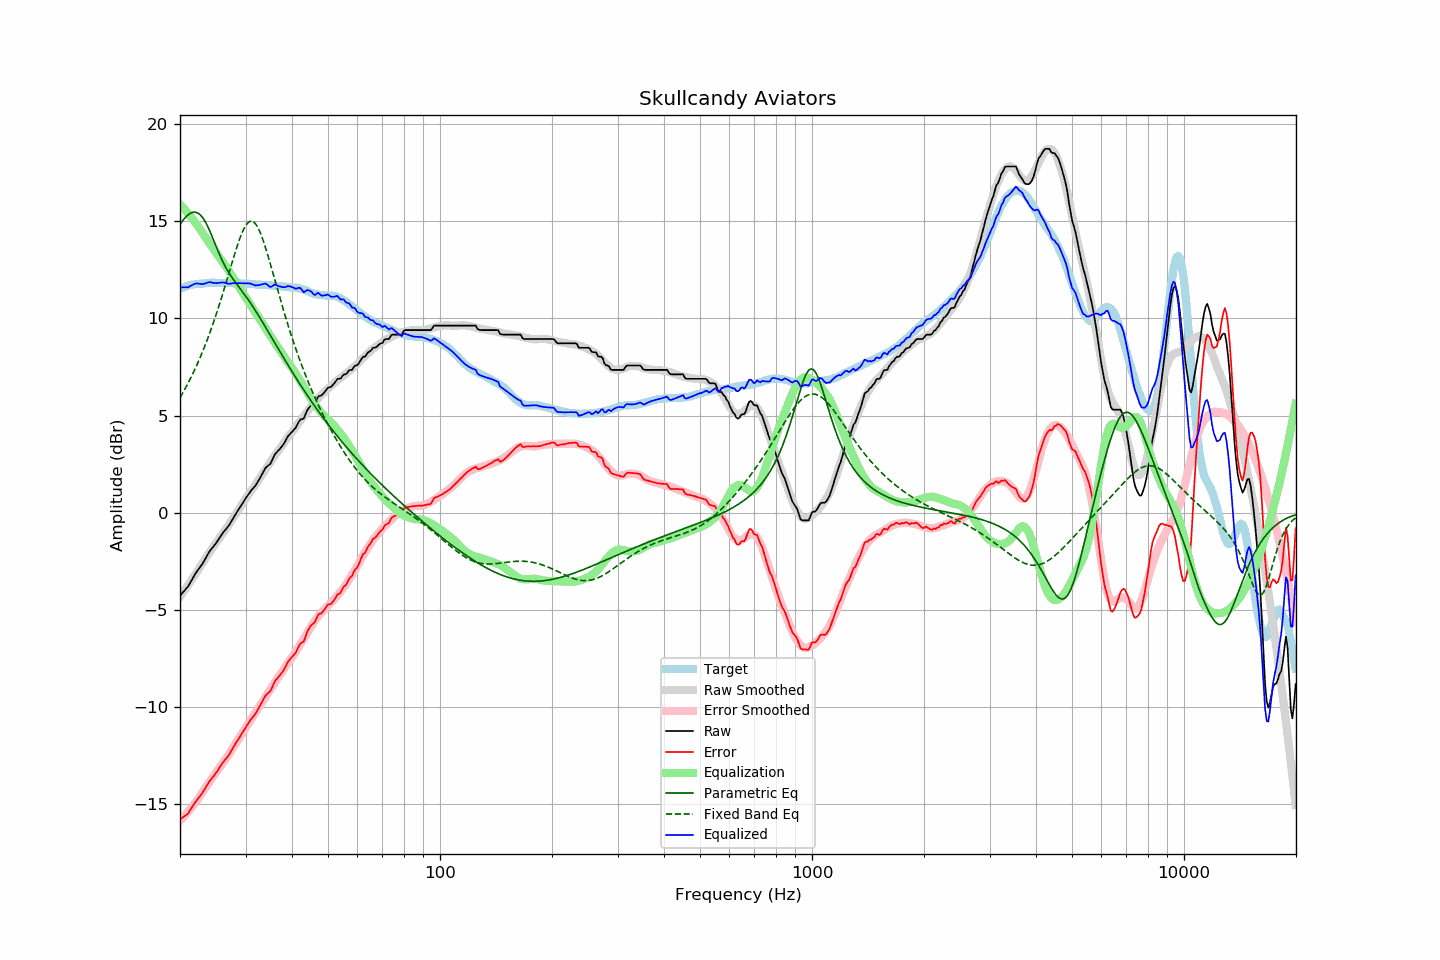 Skullcandy Aviators
Amplitude (dBr)
20
15
10
5
0
−5
−10
−15
Target
Raw Smoothed
Error Smoothed
Raw
Error
Equalization
Parametric Eq
Fixed Band Eq
Equalized
100
1000
10000
Frequency (Hz)